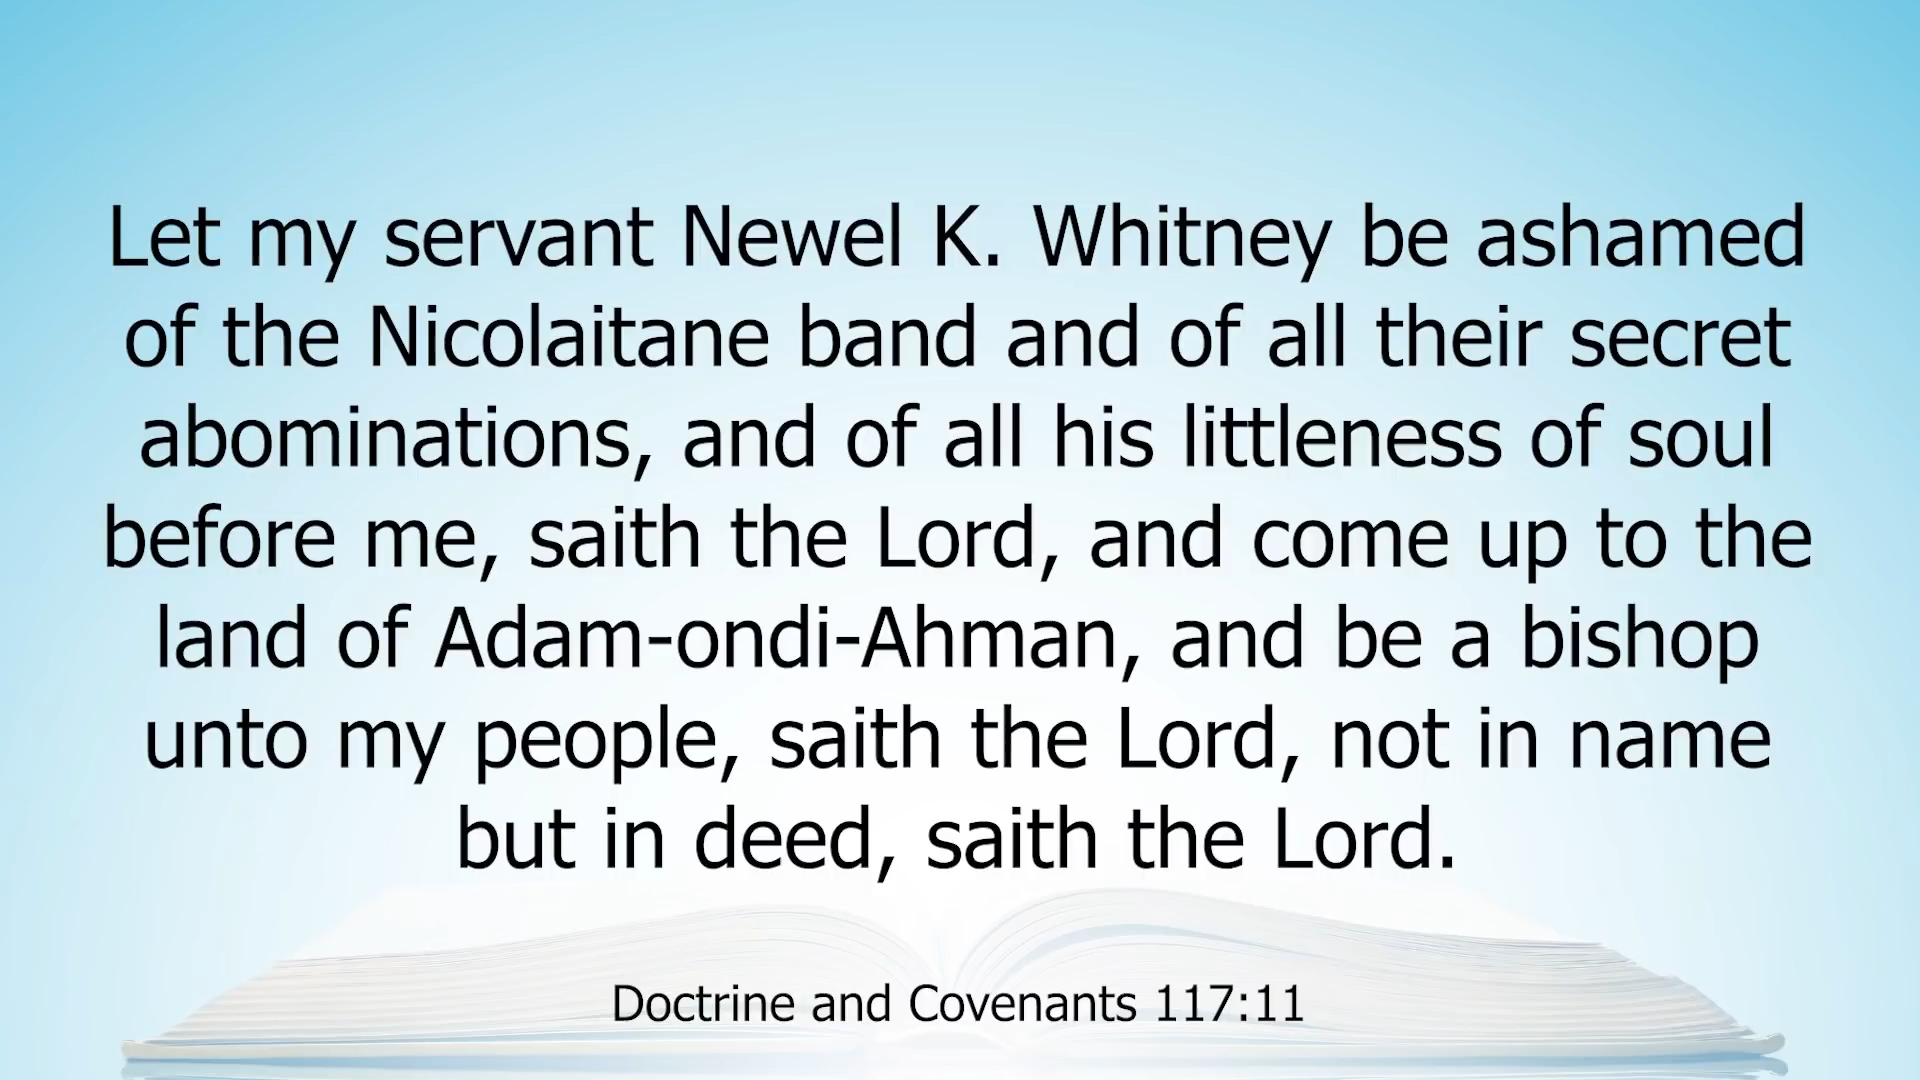 Let my servant Newel K. Whitney be ashamed
of the Nicolaitane band and of all their secret
abominations, and of all his littleness of soul
before me, saith the Lord, and come up to the
land of Adam-ondi-Ahman, and be a bishop
unto my people, saith the Lord, not in name
but in deed, saith the Lord.
Doctrine and Covenants 117:11